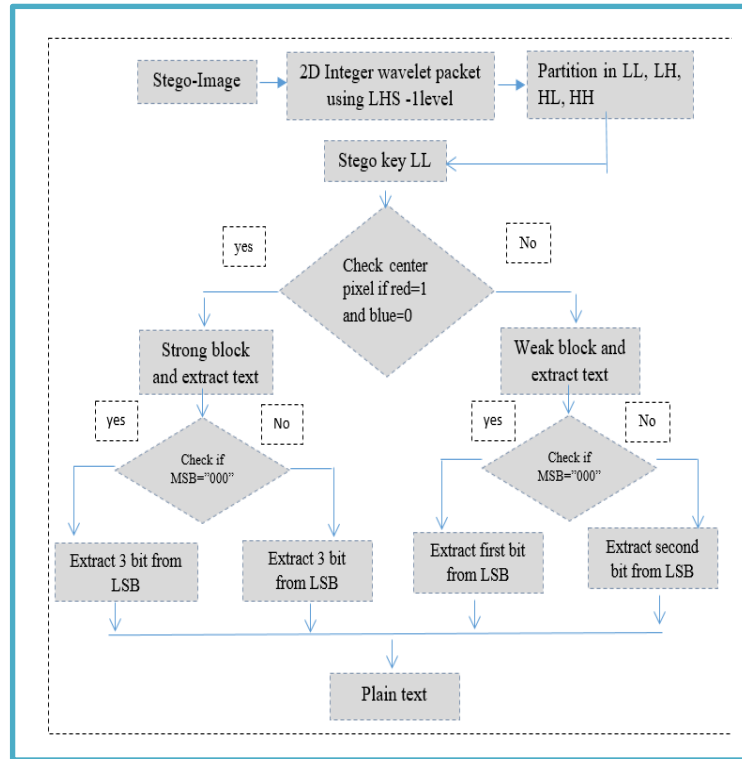 Stego-Image
2D Integer wavelet packet
using LHS -1level
Partition in LL, LH,
HL, HH
Stego key LL
yes
No
Check center
pixel if red=1
and blue=0
Strong block
and extract text
Weak block and
extract text
yes
No
Check if
MSB=”000”
yes
No
Check if
MSB=”000”
Extract 3 bit from
LSB
Extract 3 bit
from LSB
Extract first bit
from LSB
Extract second
bit from LSB
Plain text